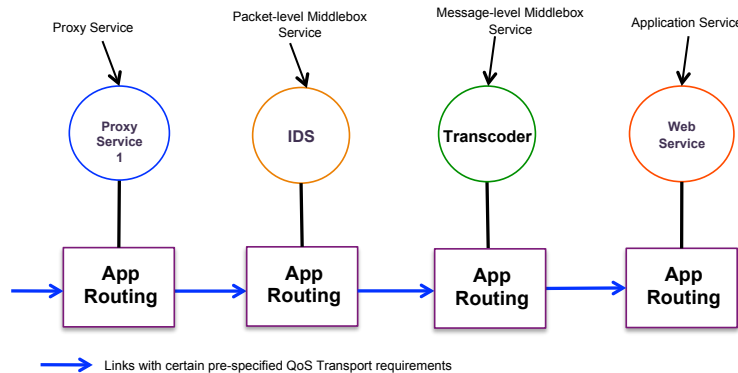 Proxy Service
Packet-level Middlebox
Service
Message-level Middlebox
Service
Application Service
Proxy
Service
1
IDS
Transcoder
Web
Service
App
Routing
App
Routing
App
Routing
App
Routing
Links with certain pre-specified QoS Transport requirements